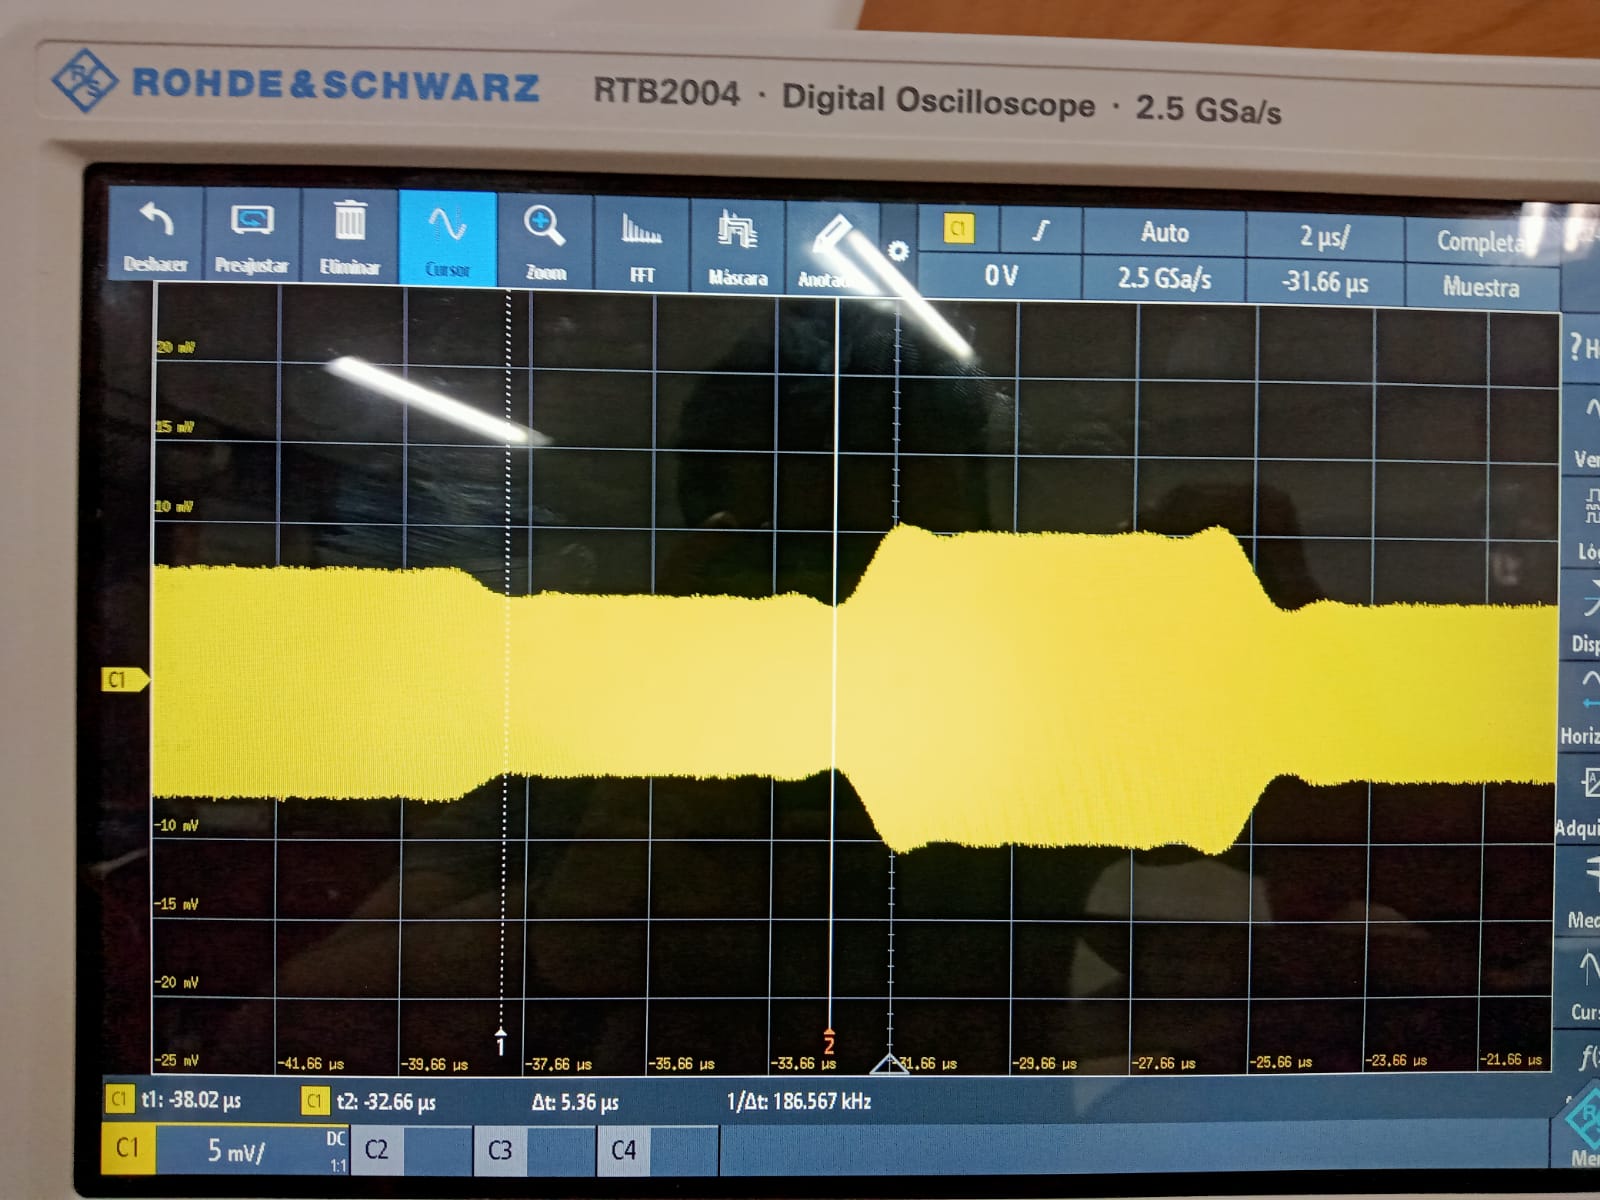 ROHDE&SCHWARZ RTB2004 · Digital Oscilloscope · 2.5 GSa/s
Deshacer Preajustar Eliminar Cursor Zoom FFT Máscara Anota
C1 Auto 2 µs/ Completa
0 V 2.5 GSa/s -31.66 µs Muestra
20 mV
15 mV
10 mV
C1
-10 mV
-15 mV
-20 mV
-25 mV
1
2
-41.66 µs -39.66 µs -37.66 µs -35.66 µs -33.66 µs 31.66 µs -29.66 µs -27.66 µs -25.66 µs -23.66 µs -21.66 µs
? H
Ver
Ló
Disp
Horiz
Adqui
Med
Curs
f(
Me
C1 t1: -38.02 µs C1 t2: -32.66 µs Δt: 5.36 µs 1/Δt: 186.567 kHz
C1 5 mV/ DC 1:1 C2 C3 C4